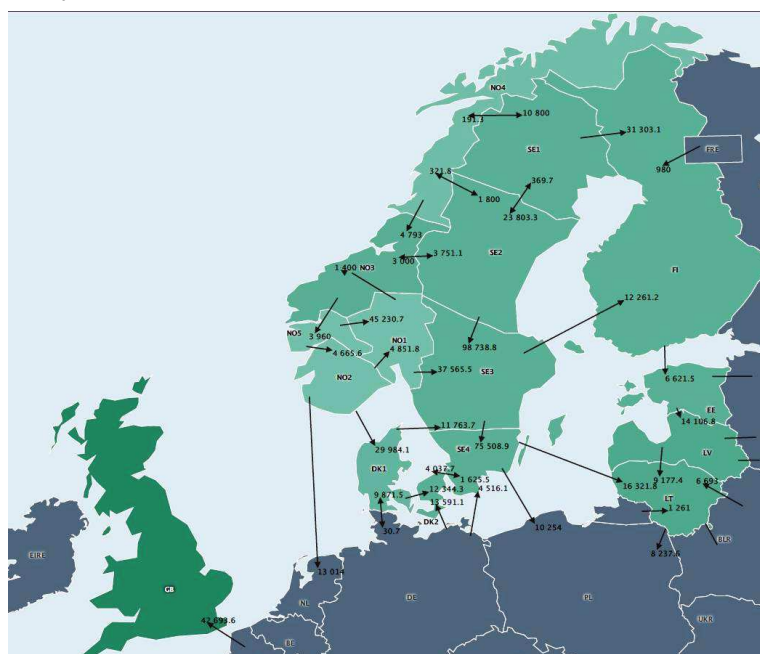 NO4
191.3
10 800
31 303.1
SE1
FRE
980
321.8
369.7
1 800
23 803.3
4 793
3 000
3 751.1
SE2
1 400
NO3
FI
12 261.2
45 230.7
NO5
3 960
NO1
4 665.6
4 851.8
98 738.8
NO2
37 565.5
SE3
6 621.5
EE
14 106.8
11 763.7
SE4
75 508.9
29 984.1
LV
DK1
4 037.7
1 625.5
9 177.4
6 693
16 321.8
LT
9 871.5
12 344.3
4 516.1
13 591.1
1 261
DK2
30.7
10 254
BLR
8 237.6
EIRE
13 014
GB
NL
DE
PL
42 693.6
UKR
BE